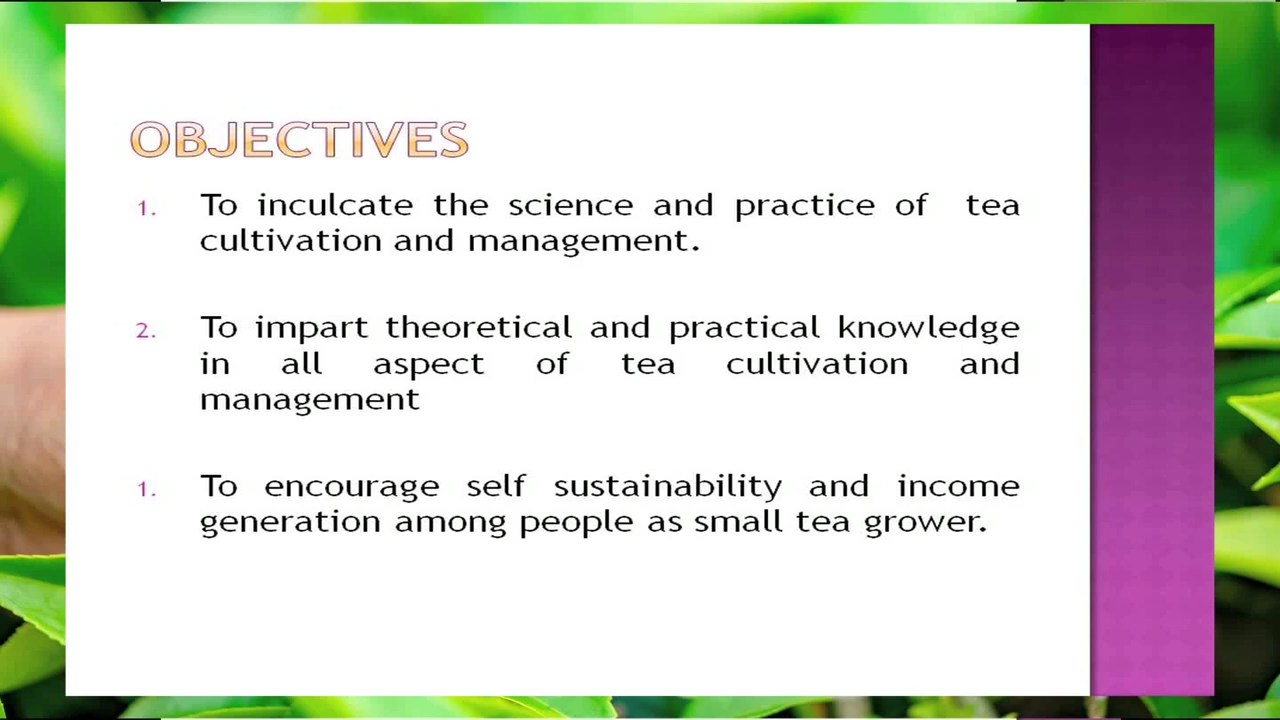 OBJECTIVES
1. To inculcate the science and practice of tea
cultivation and management.
2. To impart theoretical and practical knowledge
in all aspect of tea cultivation and
management
1. To encourage self sustainability and income
generation among people as small tea grower.